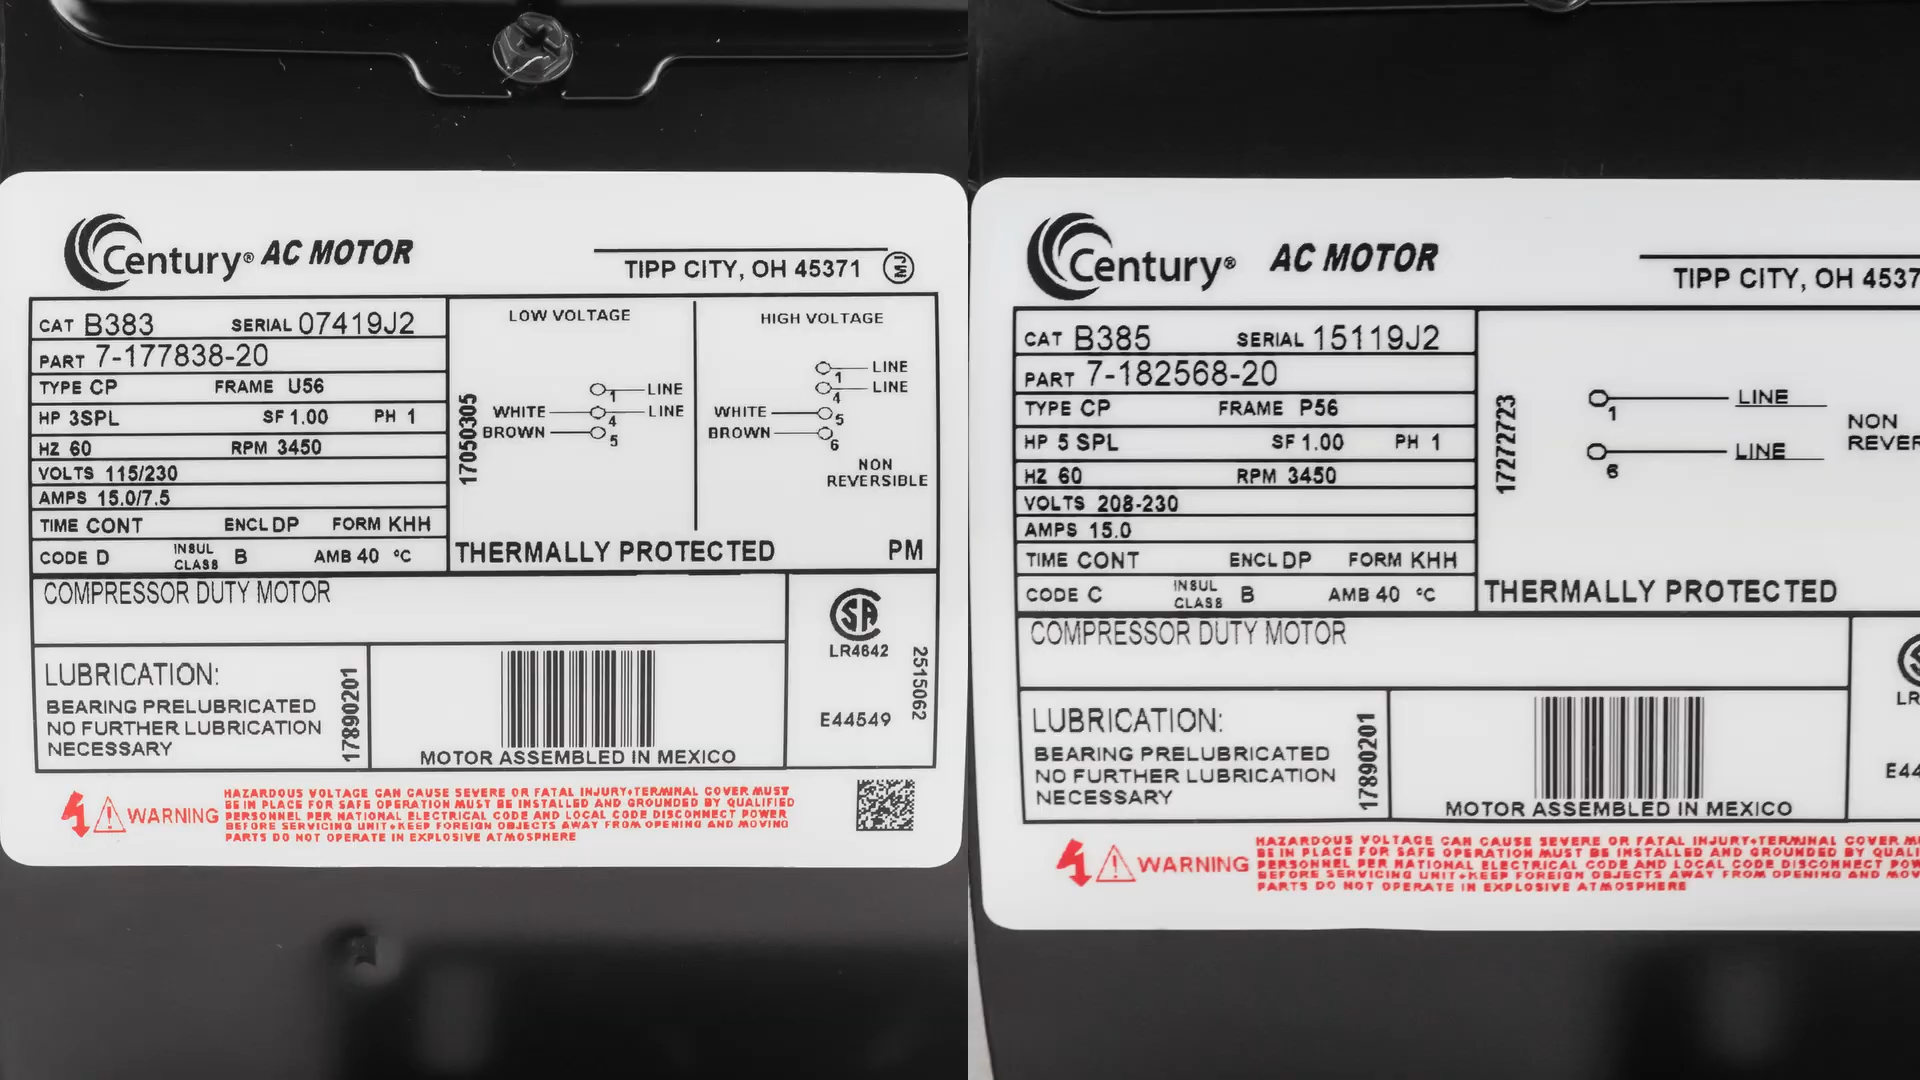 Century® AC MOTOR
TIPP CITY, OH 45371 MJ
CAT B383 SERIAL 07419J2
PART 7-177838-20
TYPE CP FRAME U56
HP 3SPL SF 1.00 PH 1
HZ 60 RPM 3450
VOLTS 115/230
AMPS 15.0/7.5
TIME CONT ENCL DP FORM KHH
CODE D INSUL CLASS B AMB 40 °C
17050305
LOW VOLTAGE
1 LINE
WHITE 4 LINE
BROWN 5
HIGH VOLTAGE
1 LINE
4 LINE
WHITE 5
BROWN 6
NON
REVERSIBLE
THERMALLY PROTECTED PM
COMPRESSOR DUTY MOTOR
LUBRICATION:
BEARING PRELUBRICATED
NO FURTHER LUBRICATION
NECESSARY
17890201
MOTOR ASSEMBLED IN MEXICO
SA
LR4642
E44549
2515062
WARNING
HAZARDOUS VOLTAGE CAN CAUSE SEVERE OR FATAL INJURY•TERMINAL COVER MUST
BE IN PLACE FOR SAFE OPERATION MUST BE INSTALLED AND GROUNDED BY QUALIFIED
PERSONNEL PER NATIONAL ELECTRICAL CODE AND LOCAL CODE DISCONNECT POWER
BEFORE SERVICING UNIT•KEEP FOREIGN OBJECTS AWAY FROM OPENING AND MOVING
PARTS DO NOT OPERATE IN EXPLOSIVE ATMOSPHERE
Century® AC MOTOR
TIPP CITY, OH 4537
CAT B385 SERIAL 15119J2
PART 7-182568-20
TYPE CP FRAME P56
HP 5 SPL SF 1.00 PH 1
HZ 60 RPM 3450
VOLTS 208-230
AMPS 15.0
TIME CONT ENCL DP FORM KHH
CODE C INSUL CLASS B AMB 40 °C
17272723
1 LINE
6 LINE
NON
REVER
THERMALLY PROTECTED
COMPRESSOR DUTY MOTOR
LUBRICATION:
BEARING PRELUBRICATED
NO FURTHER LUBRICATION
NECESSARY
17890201
MOTOR ASSEMBLED IN MEXICO
LR
E44
WARNING
HAZARDOUS VOLTAGE CAN CAUSE SEVERE OR FATAL INJURY•TERMINAL COVER M
BE IN PLACE FOR SAFE OPERATION MUST BE INSTALLED AND GROUNDED BY QUALI
PERSONNEL PER NATIONAL ELECTRICAL CODE AND LOCAL CODE DISCONNECT POW
BEFORE SERVICING UNIT•KEEP FOREIGN OBJECTS AWAY FROM OPENING AND MOV
PARTS DO NOT OPERATE IN EXPLOSIVE ATMOSPHERE